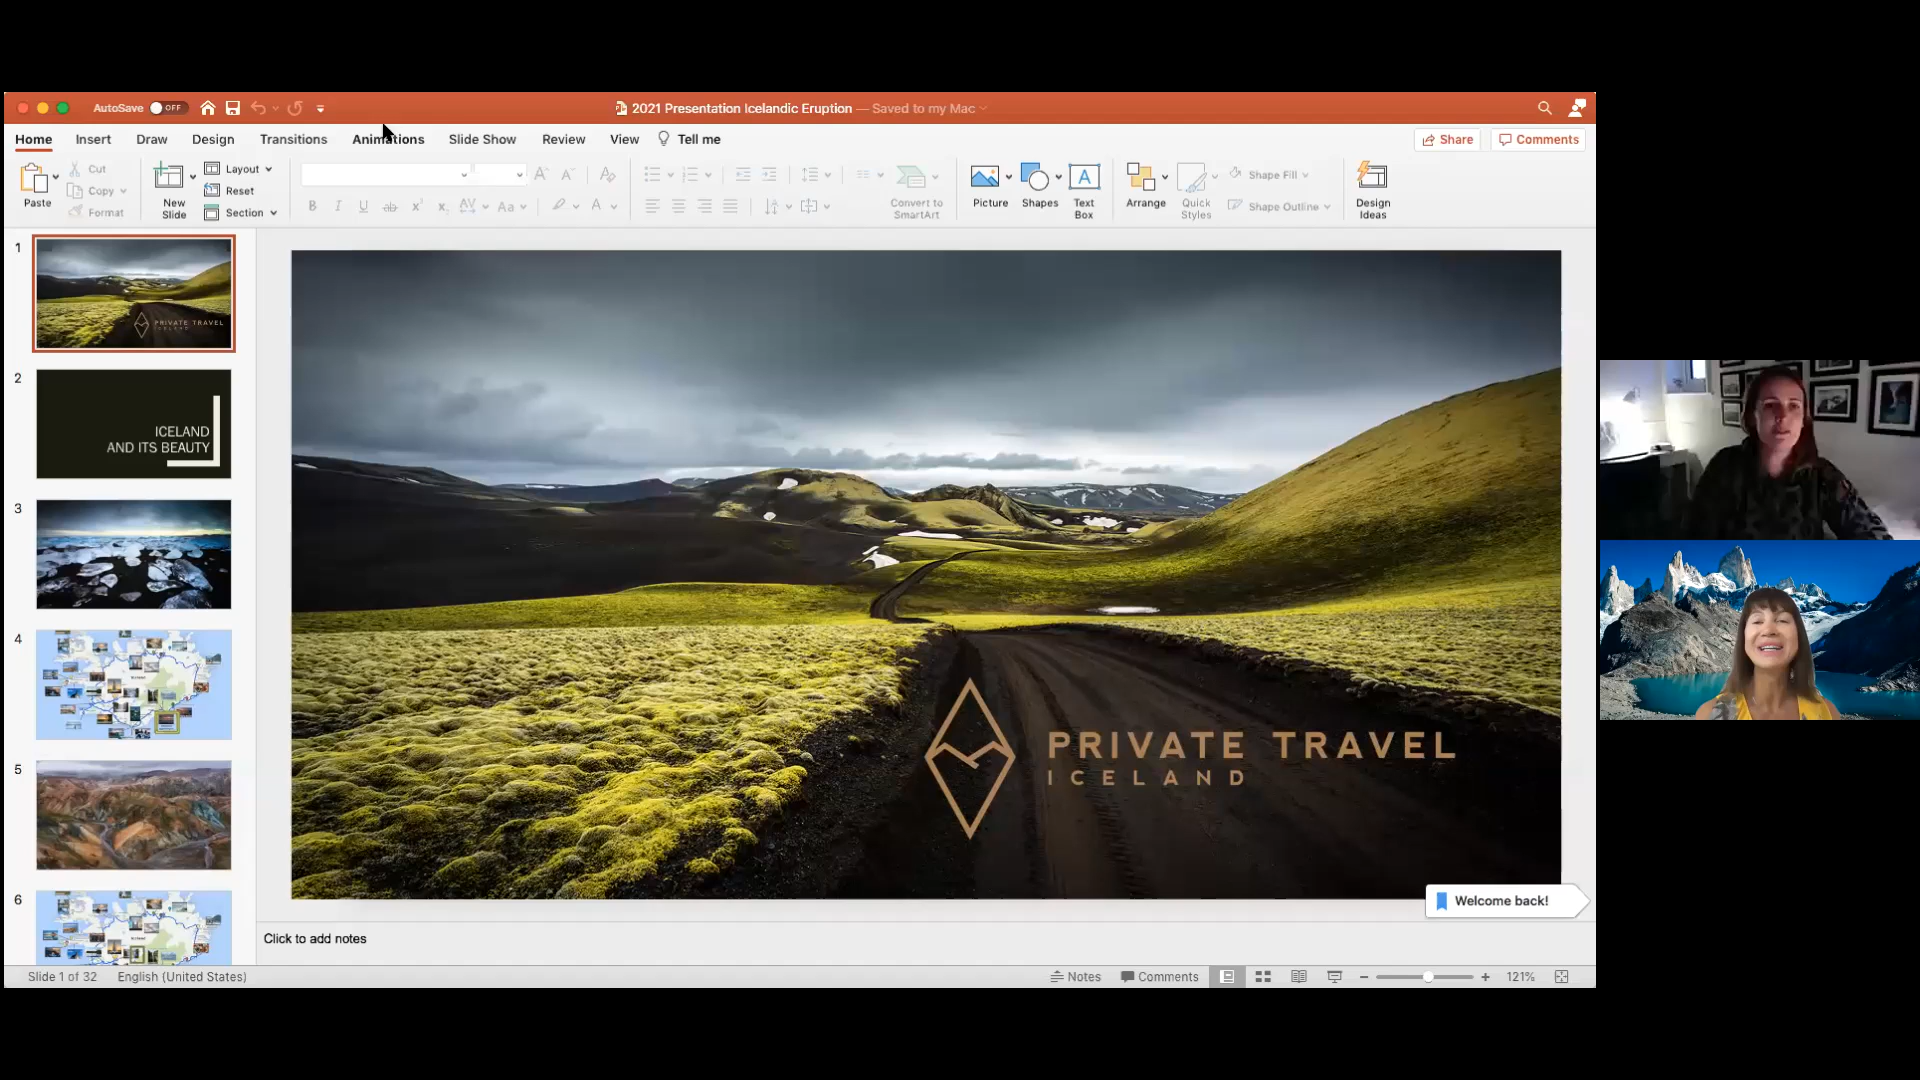 AutoSave OFF
2021 Presentation Icelandic Eruption — Saved to my Mac
Home Insert Draw Design Transitions Animations Slide Show Review View Tell me
Share Comments
Paste
Cut
Copy
Format
New
Slide
Layout
Reset
Section
B I U ab X X AV Aa A
A A A
Convert to
SmartArt
Picture
Shapes
A
Text
Box
Arrange
Quick
Styles
Shape Fill
Shape Outline
Design
Ideas
1
PRIVATE TRAVEL
ICELAND
2
ICELAND
AND ITS BEAUTY
3
4
5
6
PRIVATE TRAVEL
ICELAND
Welcome back!
Click to add notes
Slide 1 of 32 English (United States)
Notes Comments 121%